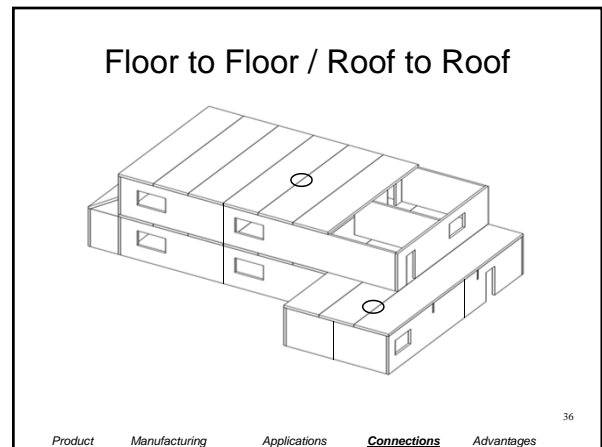 Floor to Floor / Roof to Roof
36
Product Manufacturing Applications Connections Advantages